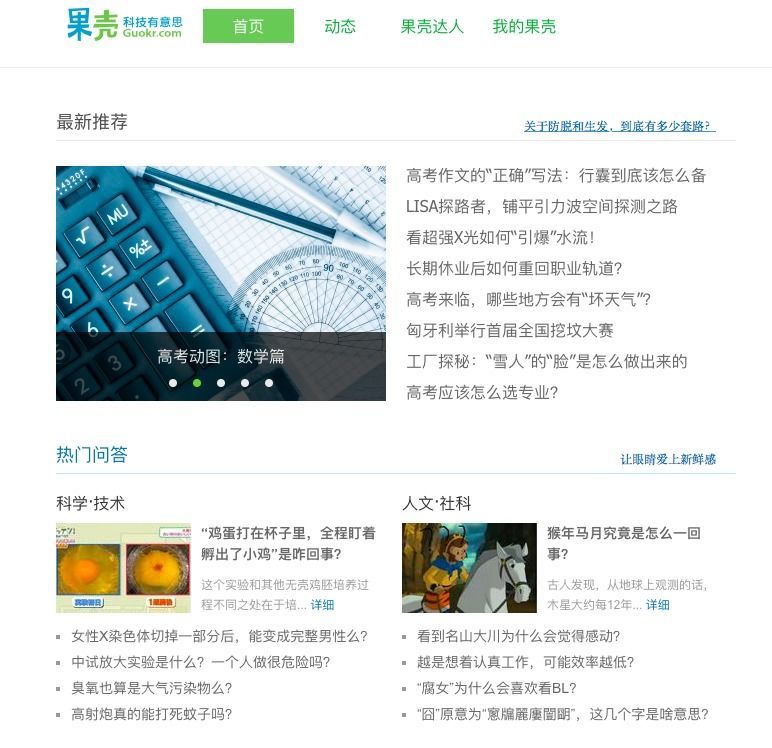 果壳 科技有意思
Guokr.com
首页 动态 果壳达人 我的果壳
最新推荐
关于防脱和生发，到底有多少套路？
高考作文的“正确”写法：行囊到底该怎么备
LISA探路者，铺平引力波空间探测之路
看超强X光如何“引爆”水流！
长期休业后如何重回职业轨道？
高考来临，哪些地方会有“坏天气”？
匈牙利举行首届全国挖坟大赛
工厂探秘：“雪人”的“脸”是怎么做出来的
高考应该怎么选专业？
+4320F
√ MU
÷ %±
9 × −
6 +
2 3
90
高考动图：数学篇
热门问答
让眼睛爱上新鲜感
科学·技术
“鸡蛋打在杯子里，全程盯着
孵出了小鸡”是咋回事？
这个实验和其他无壳鸡胚培养过
程不同之处在于培... 详细
女性X染色体切掉一部分后，能变成完整男性么？
中试放大实验是什么？一个人做很危险吗？
臭氧也算是大气污染物么？
高射炮真的能打死蚊子吗？
人文·社科
猴年马月究竟是怎么一回
事？
古人发现，从地球上观测的话，
木星大约每12年... 详细
看到名山大川为什么会觉得感动？
越是想着认真工作，可能效率越低？
“腐女”为什么会喜欢看BL？
“囧”原意为“窻牖麗廔闓朙”，这几个字是啥意思？